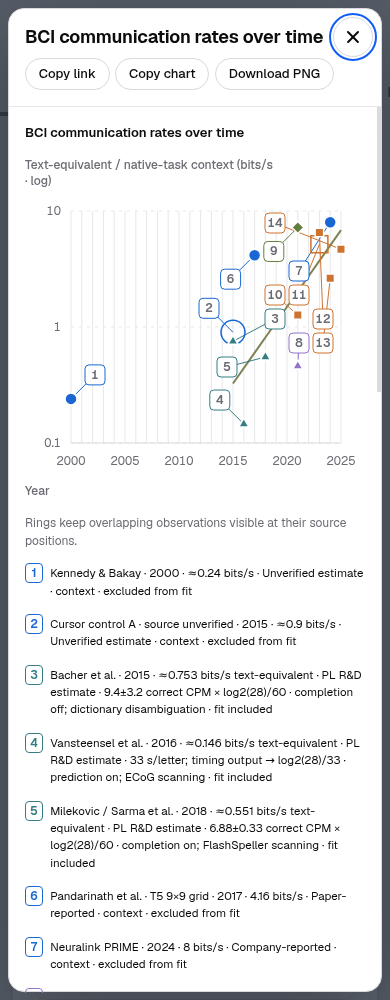 BCI communication rates over time
Copy link
Copy chart
Download PNG
BCI communication rates over time
Text-equivalent / native-task context (bits/s
· log)
10
1
0.1
14
9
6
7
2
10
11
3
12
8
13
5
1
4
2000
2005
2010
2015
2020
2025
Year
Rings keep overlapping observations visible at their source
positions.
1 Kennedy & Bakay · 2000 · ≈0.24 bits/s · Unverified estimate
· context · excluded from fit
2 Cursor control A · source unverified · 2015 · ≈0.9 bits/s ·
Unverified estimate · context · excluded from fit
3 Bacher et al. · 2015 · ≈0.753 bits/s text-equivalent · PL R&D
estimate · 9.4±3.2 correct CPM × log2(28)/60 · completion
off; dictionary disambiguation · fit included
4 Vansteensel et al. · 2016 · ≈0.146 bits/s text-equivalent · PL
R&D estimate · 33 s/letter; timing output → log2(28)/33 ·
prediction on; ECoG scanning · fit included
5 Milekovic / Sarma et al. · 2018 · ≈0.551 bits/s text-
equivalent · PL R&D estimate · 6.88±0.33 correct CPM ×
log2(28)/60 · completion on; FlashSpeller scanning · fit
included
6 Pandarinath et al. · T5 9×9 grid · 2017 · 4.16 bits/s · Paper-
reported · context · excluded from fit
7 Neuralink PRIME · 2024 · 8 bits/s · Company-reported ·
context · excluded from fit